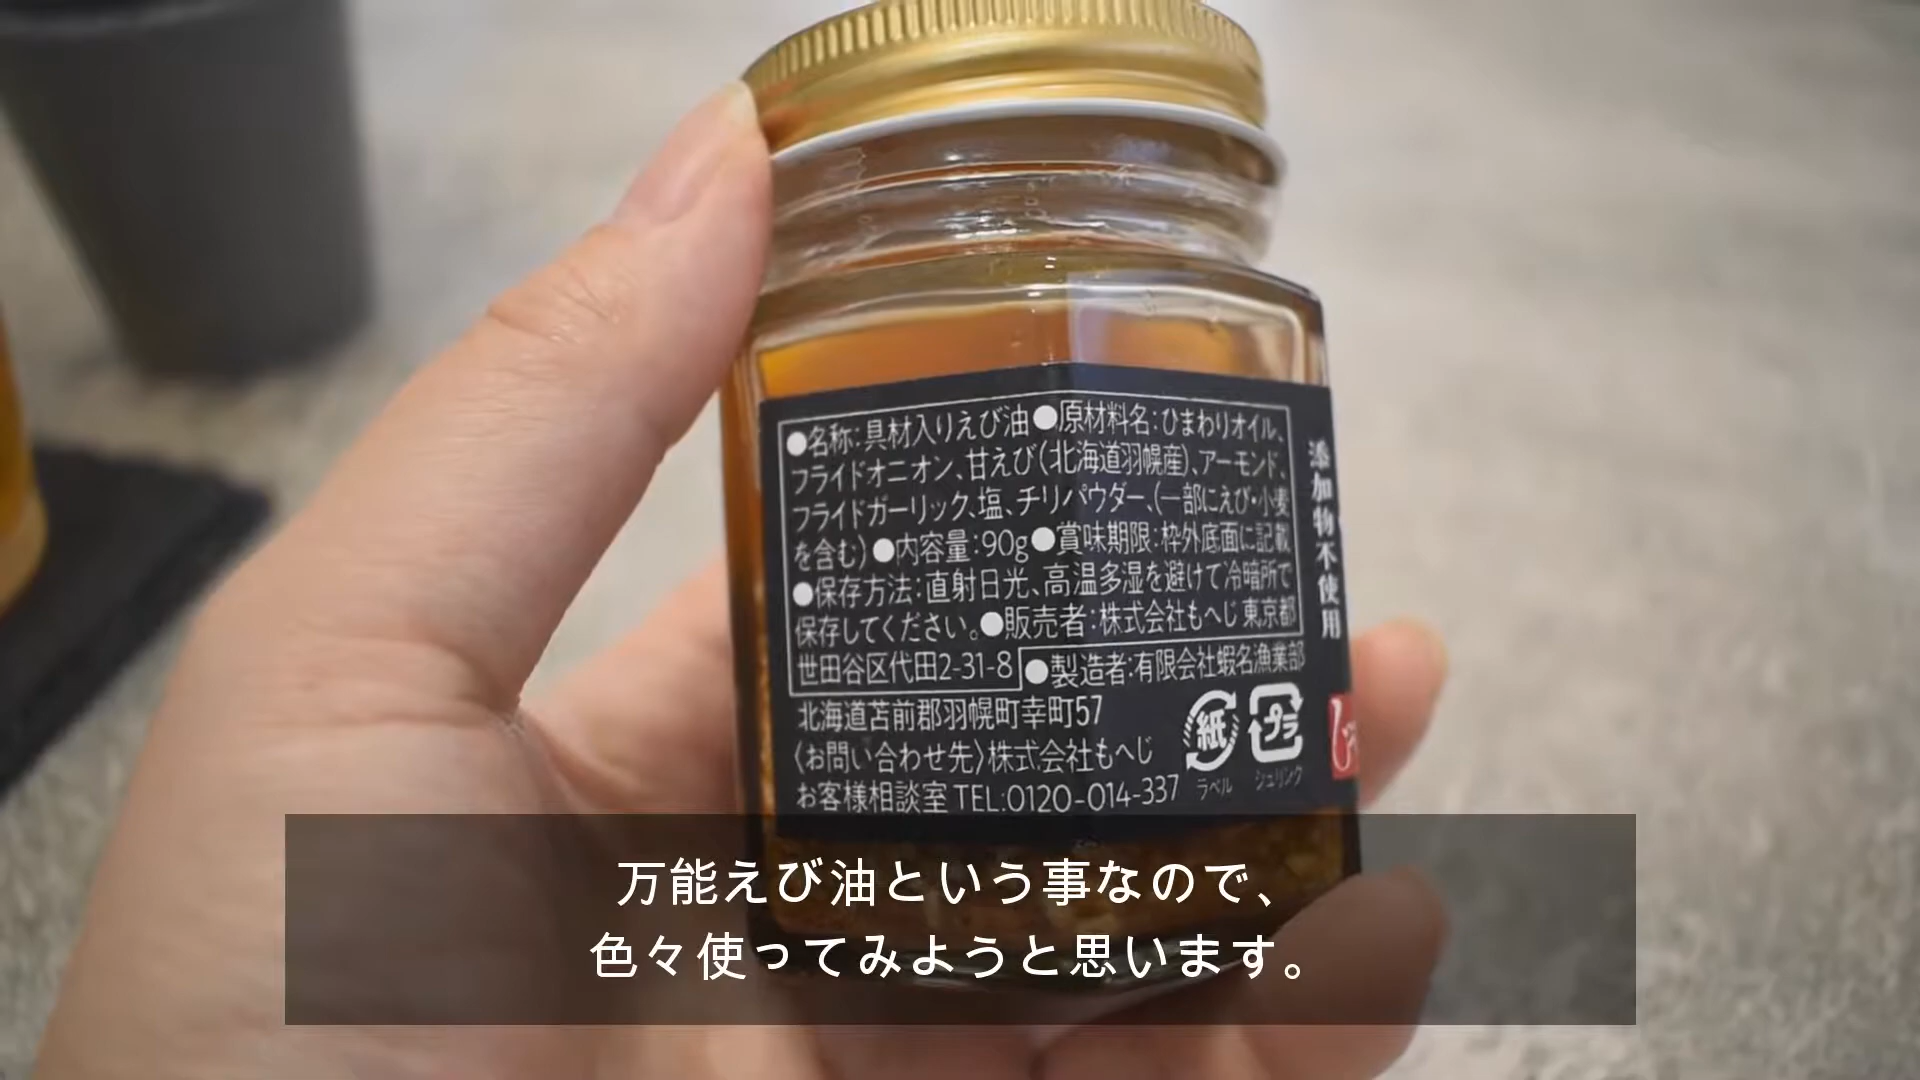 ●名称:具材入りえび油●原材料名:ひまわりオイル、
フライドオニオン、甘えび(北海道羽幌産)、アーモンド、
フライドガーリック、塩、チリパウダー、(一部にえび・小麦
を含む)●内容量:90g●賞味期限:枠外底面に記載
●保存方法:直射日光、高温多湿を避けて冷暗所で
保存してください。●販売者:株式会社もへじ 東京都
世田谷区代田2-31-8
●製造者:有限会社蝦名漁業部
北海道苫前郡羽幌町幸町57
〈お問い合わせ先〉株式会社もへじ
お客様相談室 TEL:0120-014-337
紙
ラベル
プラ
シュリンク
添加物不使用
万能えび油という事なので、
色々使ってみようと思います。